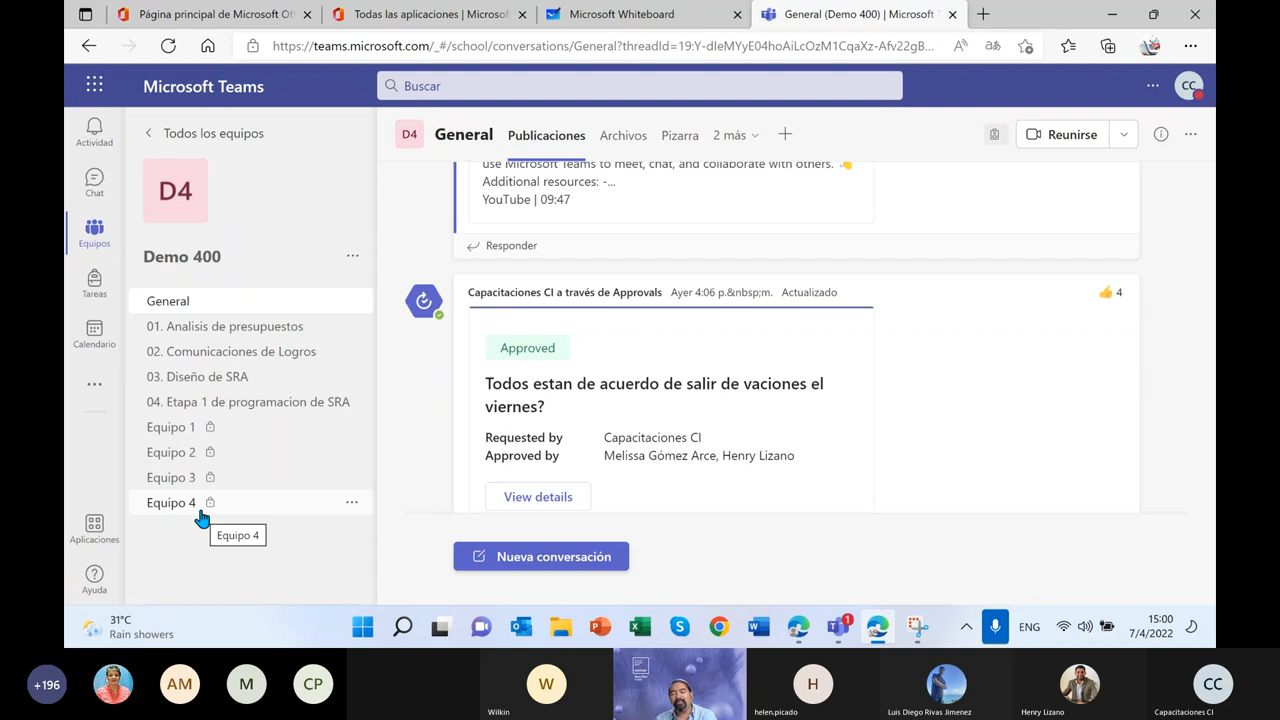 Página principal de Microsoft Of
Todas las aplicaciones | Microsof
Microsoft Whiteboard
General (Demo 400) | Microsoft T
https://teams.microsoft.com/_#/school/conversations/General?threadId=19:Y-dIeMYyE04hoAiLcOzM1CqaXz-Afv22gB...
Microsoft Teams
Buscar
CC
Actividad
Chat
Equipos
Tareas
Calendario
Aplicaciones
Ayuda
Todos los equipos
D4
Demo 400
General
01. Analisis de presupuestos
02. Comunicaciones de Logros
03. Diseño de SRA
04. Etapa 1 de programacion de SRA
Equipo 1
Equipo 2
Equipo 3
Equipo 4
Equipo 4
D4
General
Publicaciones
Archivos
Pizarra
2 más
Reunirse
use Microsoft Teams to meet, chat, and collaborate with others.
Additional resources: -...
YouTube | 09:47
Responder
Capacitaciones CI a través de Approvals Ayer 4:06 p.&nbsp;m. Actualizado
4
Approved
Todos estan de acuerdo de salir de vaciones el
viernes?
Requested by Capacitaciones CI
Approved by Melissa Gómez Arce, Henry Lizano
View details
Nueva conversación
31°C
Rain showers
1
ENG
15:00
7/4/2022
+196
AM
M
CP
W
Wilkin
H
helen.picado
Luis Diego Rivas Jimenez
Henry Lizano
CC
Capacitaciones CI